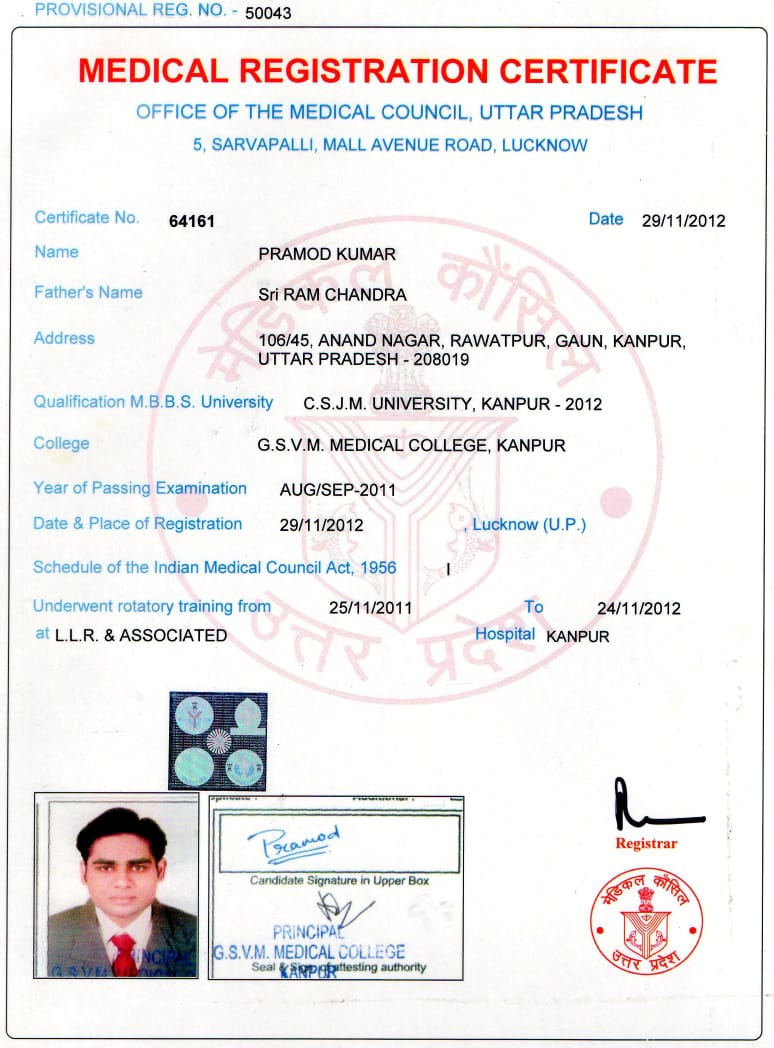 PROVISIONAL REG. NO. - 50043
MEDICAL REGISTRATION CERTIFICATE
OFFICE OF THE MEDICAL COUNCIL, UTTAR PRADESH
5, SARVAPALLI, MALL AVENUE ROAD, LUCKNOW
Certificate No. 64161 Date 29/11/2012
Name PRAMOD KUMAR
Father's Name Sri RAM CHANDRA
Address 106/45, ANAND NAGAR, RAWATPUR, GAUN, KANPUR,
UTTAR PRADESH - 208019
Qualification M.B.B.S. University C.S.J.M. UNIVERSITY, KANPUR - 2012
College G.S.V.M. MEDICAL COLLEGE, KANPUR
Year of Passing Examination AUG/SEP-2011
Date & Place of Registration 29/11/2012 , Lucknow (U.P.)
Schedule of the Indian Medical Council Act, 1956 I
Underwent rotatory training from 25/11/2011 To 24/11/2012
at L.L.R. & ASSOCIATED Hospital KANPUR
मेडिकल कौंसिल
उत्तर प्रदेश
Pramod
Candidate Signature in Upper Box
PRINCIPAL
G.S.V.M. MEDICAL COLLEGE
Seal & Sign of attesting authority
KANPUR
PRINCIPAL
G.S.V.M. MEDICAL
Registrar
मेडिकल कौंसिल
उत्तर प्रदेश